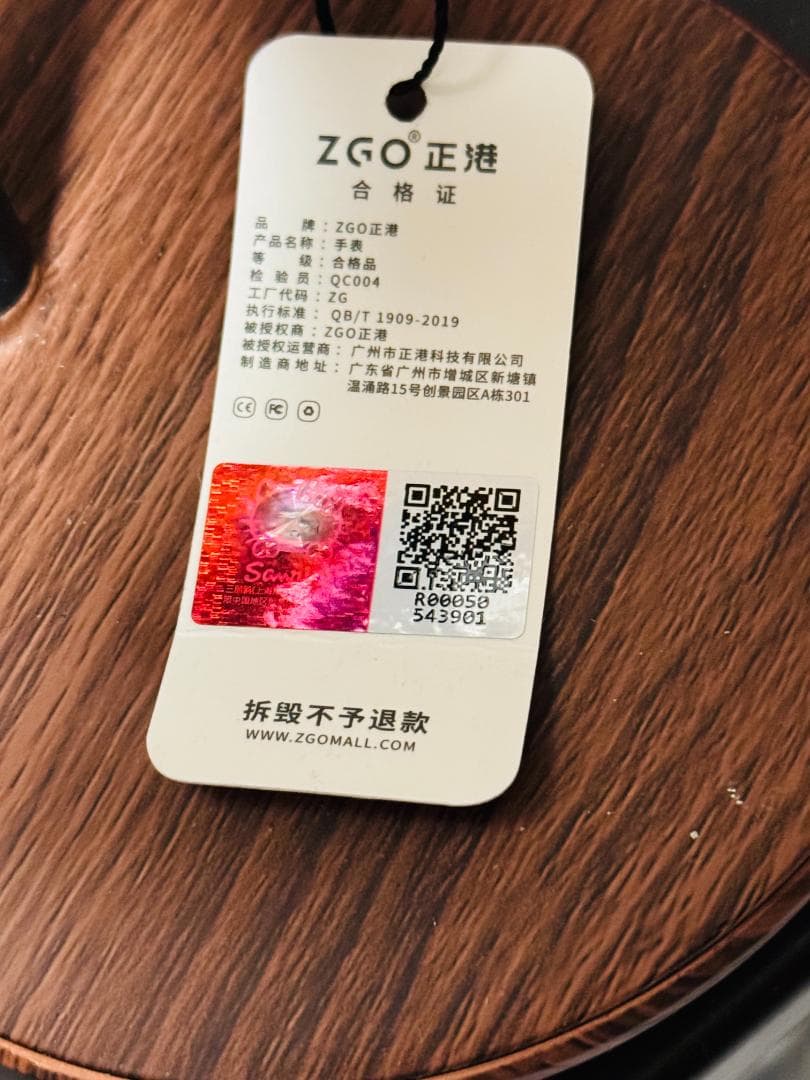 ZGO® 正港
合格证
品牌：ZGO正港
产品名称：手表
等级：合格品
检验员：QC004
工厂代码：ZG
执行标准：QB/T 1909-2019
被授权商：ZGO正港
被授权运营商：广州市正港科技有限公司
制造商地址：广东省广州市增城区新塘镇
温涌路15号创景园区A栋301
CE FC
R00050
543901
拆毁不予退款
WWW.ZGOMALL.COM